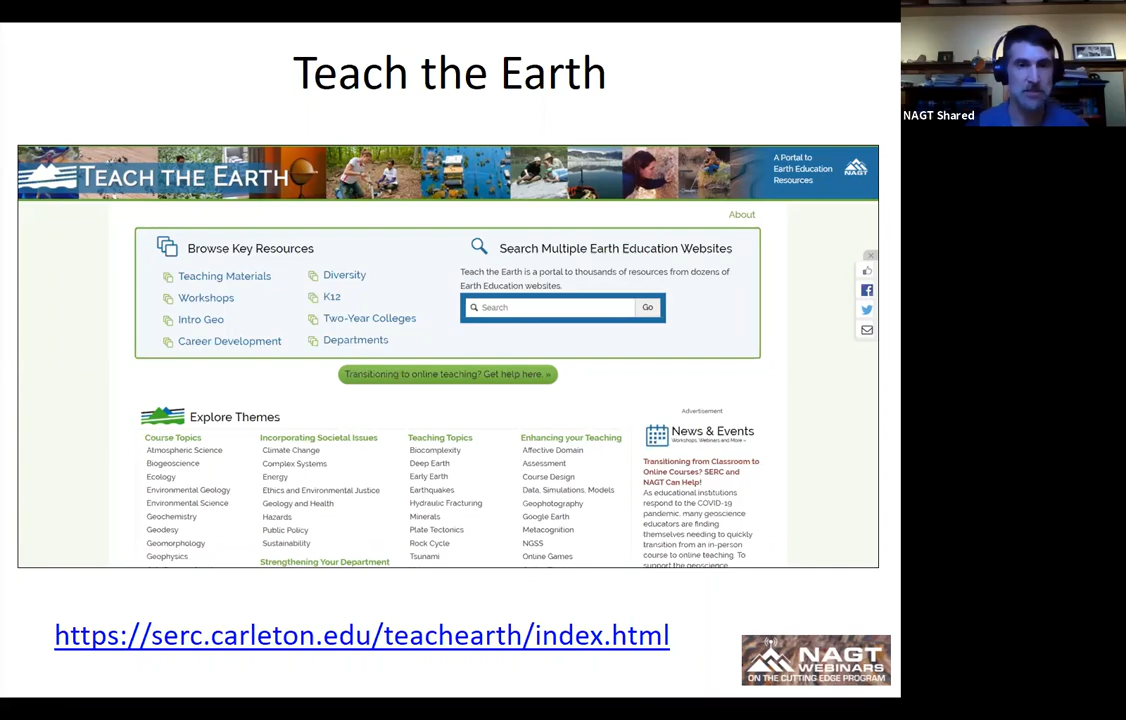 Teach the Earth
NAGT Shared
TEACH THE EARTH
A Portal to
Earth Education
Resources
NAGT
About
Browse Key Resources
Teaching Materials
Workshops
Intro Geo
Career Development
Diversity
K12
Two-Year Colleges
Departments
Search Multiple Earth Education Websites
Teach the Earth is a portal to thousands of resources from dozens of
Earth Education websites.
Search
Go
Transitioning to online teaching? Get help here. »
Explore Themes
Course Topics
Atmospheric Science
Biogeoscience
Ecology
Environmental Geology
Environmental Science
Geochemistry
Geodesy
Geomorphology
Geophysics
Incorporating Societal Issues
Climate Change
Complex Systems
Energy
Ethics and Environmental Justice
Geology and Health
Hazards
Public Policy
Sustainability
Strengthening Your Department
Teaching Topics
Biocomplexity
Deep Earth
Early Earth
Earthquakes
Hydraulic Fracturing
Minerals
Plate Tectonics
Rock Cycle
Tsunami
Enhancing your Teaching
Affective Domain
Assessment
Course Design
Data, Simulations, Models
Geophotography
Google Earth
Metacognition
NGSS
Online Games
Advertisement
News & Events
Workshops, Webinars and More »
Transitioning from Classroom to
Online Courses? SERC and
NAGT Can Help!
As educational institutions
respond to the COVID-19
pandemic, many geoscience
educators are finding
themselves needing to quickly
transition from an in-person
course to online teaching. To
support the geoscience
https://serc.carleton.edu/teachearth/index.html
NAGT
WEBINARS
ON THE CUTTING EDGE PROGRAM